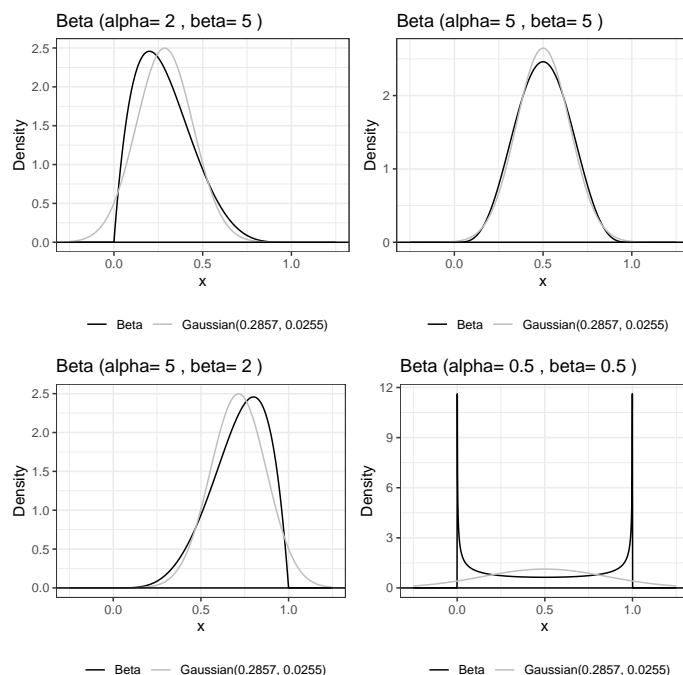 Beta (alpha= 2 , beta= 5 )
2.5
2.0
1.5
1.0
0.5
0.0
Density
0.0 0.5 1.0
x
Beta Gaussian(0.2857, 0.0255)
Beta (alpha= 5 , beta= 5 )
2
1
0
Density
0.0 0.5 1.0
x
Beta Gaussian(0.2857, 0.0255)
Beta (alpha= 5 , beta= 2 )
2.5
2.0
1.5
1.0
0.5
0.0
Density
0.0 0.5 1.0
x
Beta Gaussian(0.2857, 0.0255)
Beta (alpha= 0.5 , beta= 0.5 )
12
9
6
3
0
Density
0.0 0.5 1.0
x
Beta Gaussian(0.2857, 0.0255)